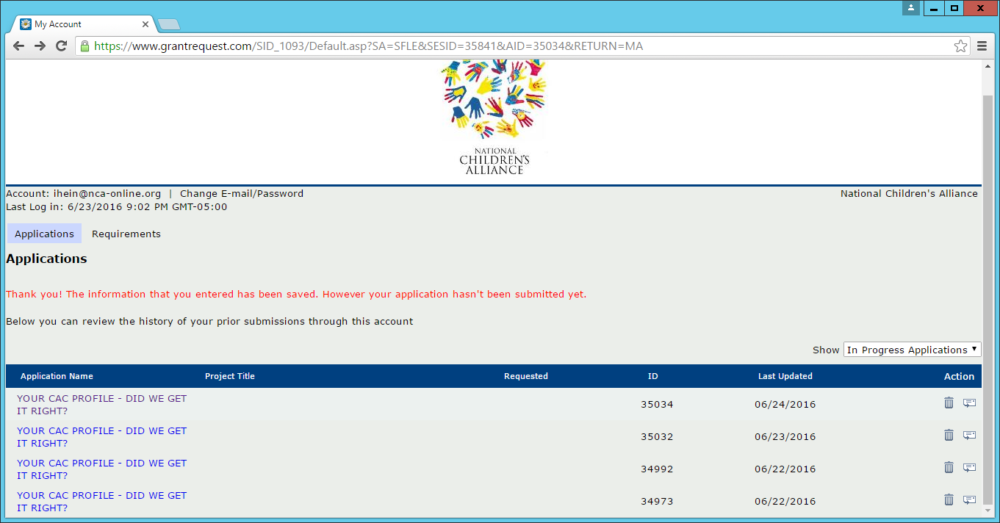 My Account
https://www.grantrequest.com/SID_1093/Default.asp?SA=SFLE&SESID=35841&AID=35034&RETURN=MA
NATIONAL
CHILDREN'S
ALLIANCE
Account: ihein@nca-online.org | Change E-mail/Password National Children's Alliance
Last Log in: 6/23/2016 9:02 PM GMT-05:00
Applications Requirements
Applications
Thank you! The information that you entered has been saved. However your application hasn't been submitted yet.
Below you can review the history of your prior submissions through this account
Show In Progress Applications
Application Name Project Title Requested ID Last Updated Action
YOUR CAC PROFILE - DID WE GET
IT RIGHT? 35034 06/24/2016
YOUR CAC PROFILE - DID WE GET
IT RIGHT? 35032 06/23/2016
YOUR CAC PROFILE - DID WE GET
IT RIGHT? 34992 06/22/2016
YOUR CAC PROFILE - DID WE GET
IT RIGHT? 34973 06/22/2016